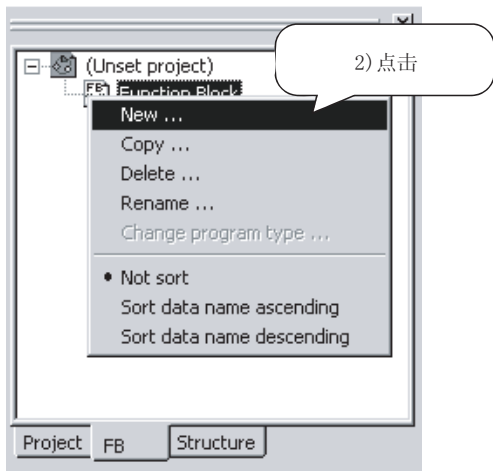 (Unset project)
2)点击
FB Function Block
New ...
Copy ...
Delete ...
Rename ...
Change program type ...
• Not sort
Sort data name ascending
Sort data name descending
Project FB Structure